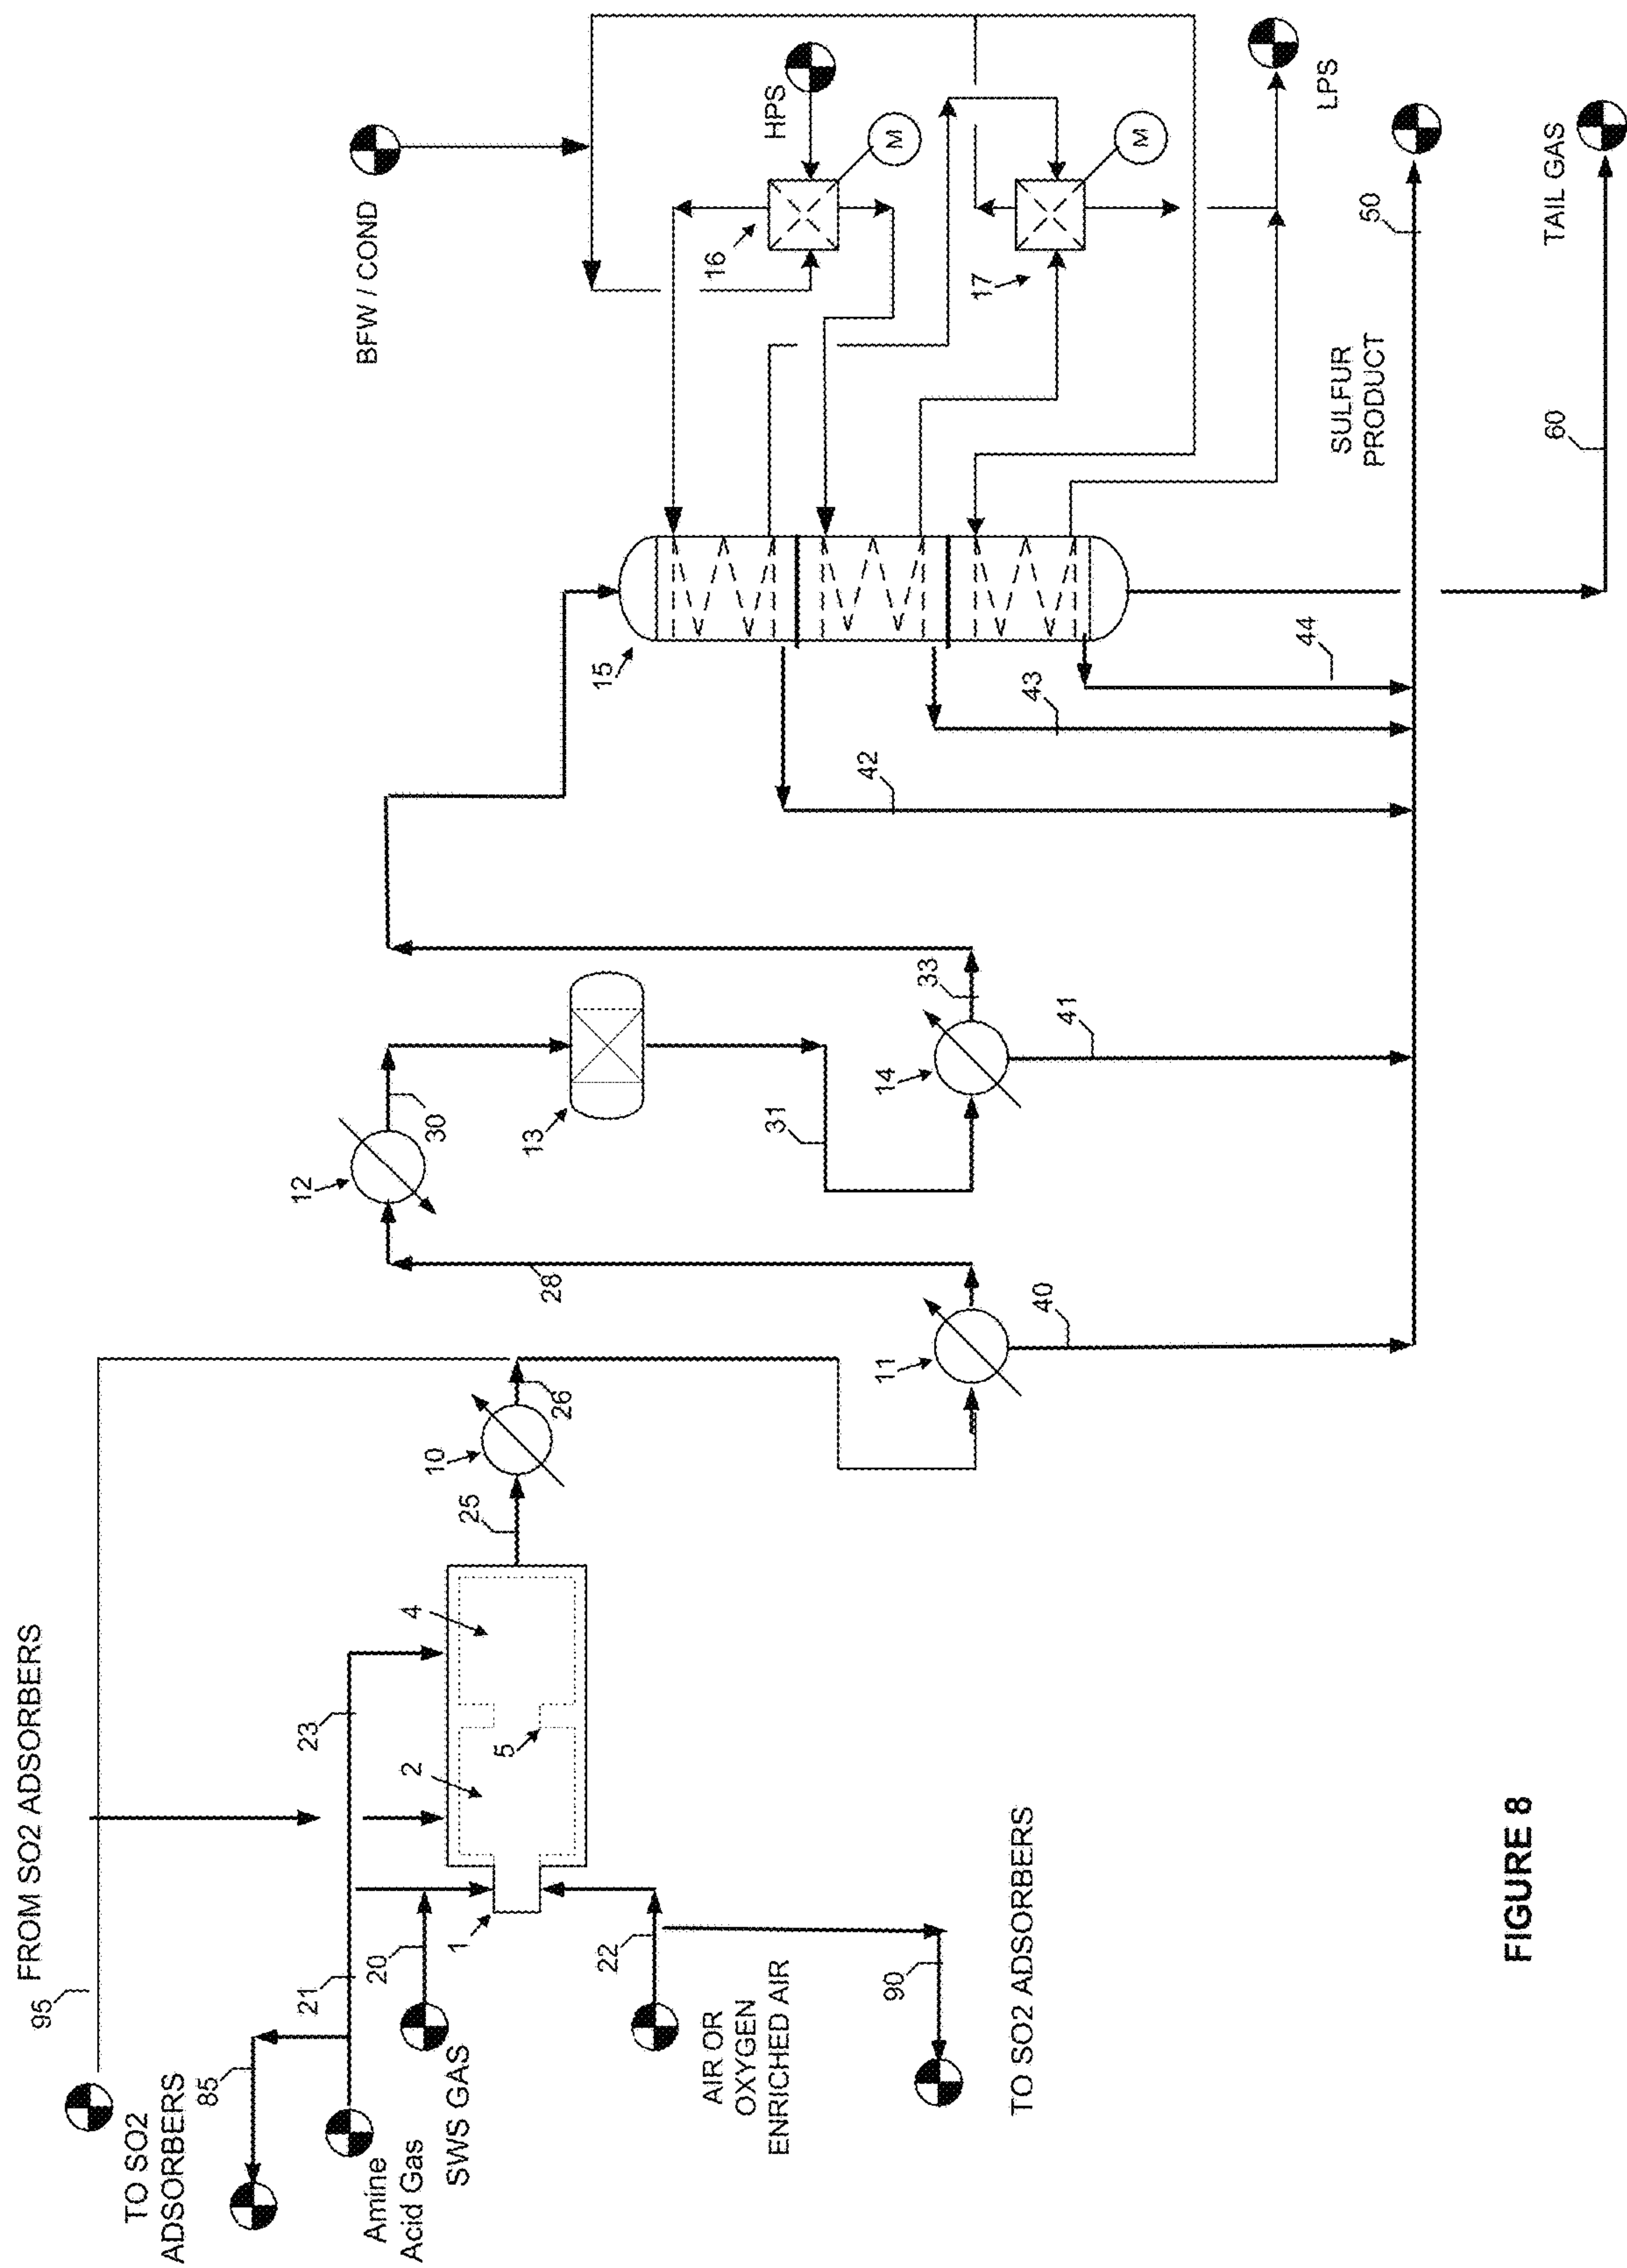 FROM SO2 ADSORBERS
95
TO SO2
ADSORBERS
85
Amine
Acid Gas
21
23
SWS GAS
20
1
2
4
5
22
AIR OR
OXYGEN
ENRICHED AIR
90
TO SO2 ADSORBERS
25
10
26
11
40
28
12
30
13
31
14
33
41
15
42
43
44
BFW / COND
16
HPS
M
17
M
LPS
SULFUR
PRODUCT
50
TAIL GAS
60
FIGURE 8